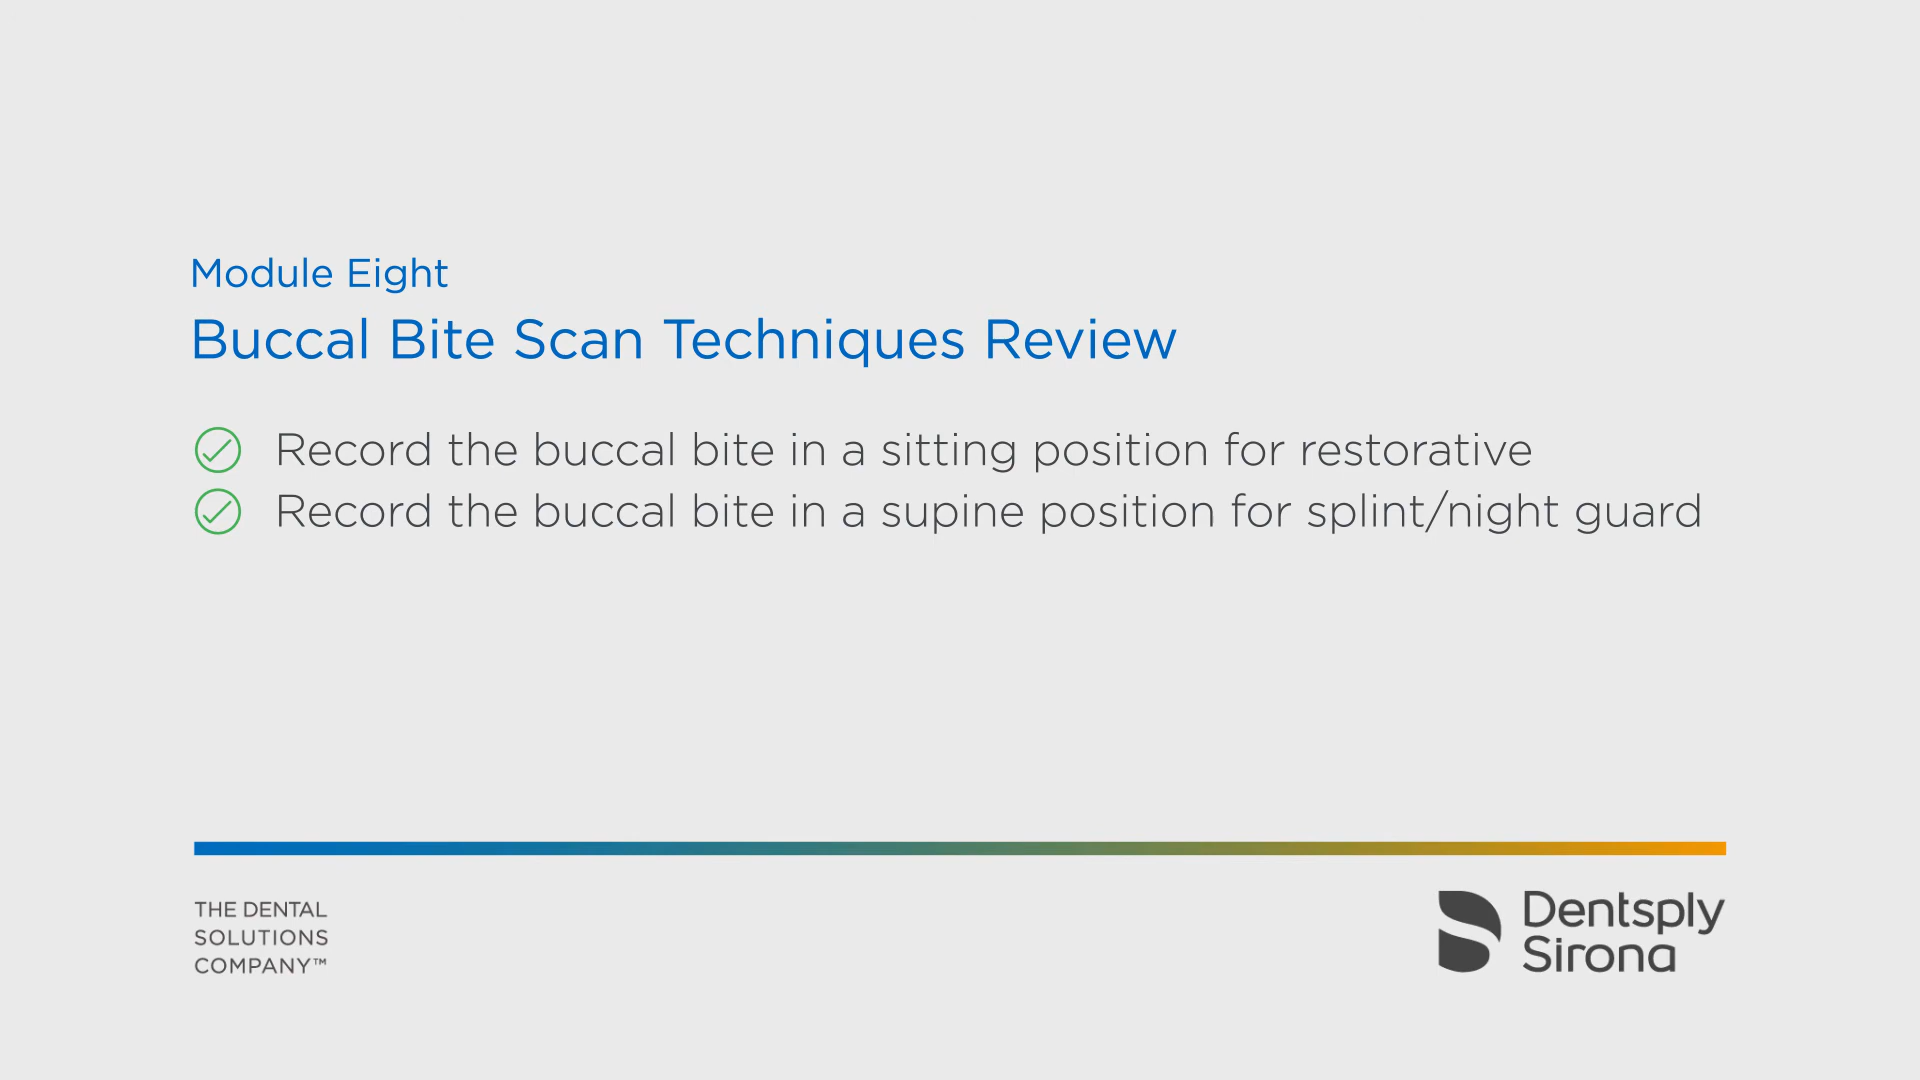 Module Eight
Buccal Bite Scan Techniques Review
Record the buccal bite in a sitting position for restorative
Record the buccal bite in a supine position for splint/night guard
THE DENTAL
SOLUTIONS
COMPANY™
Dentsply
Sirona